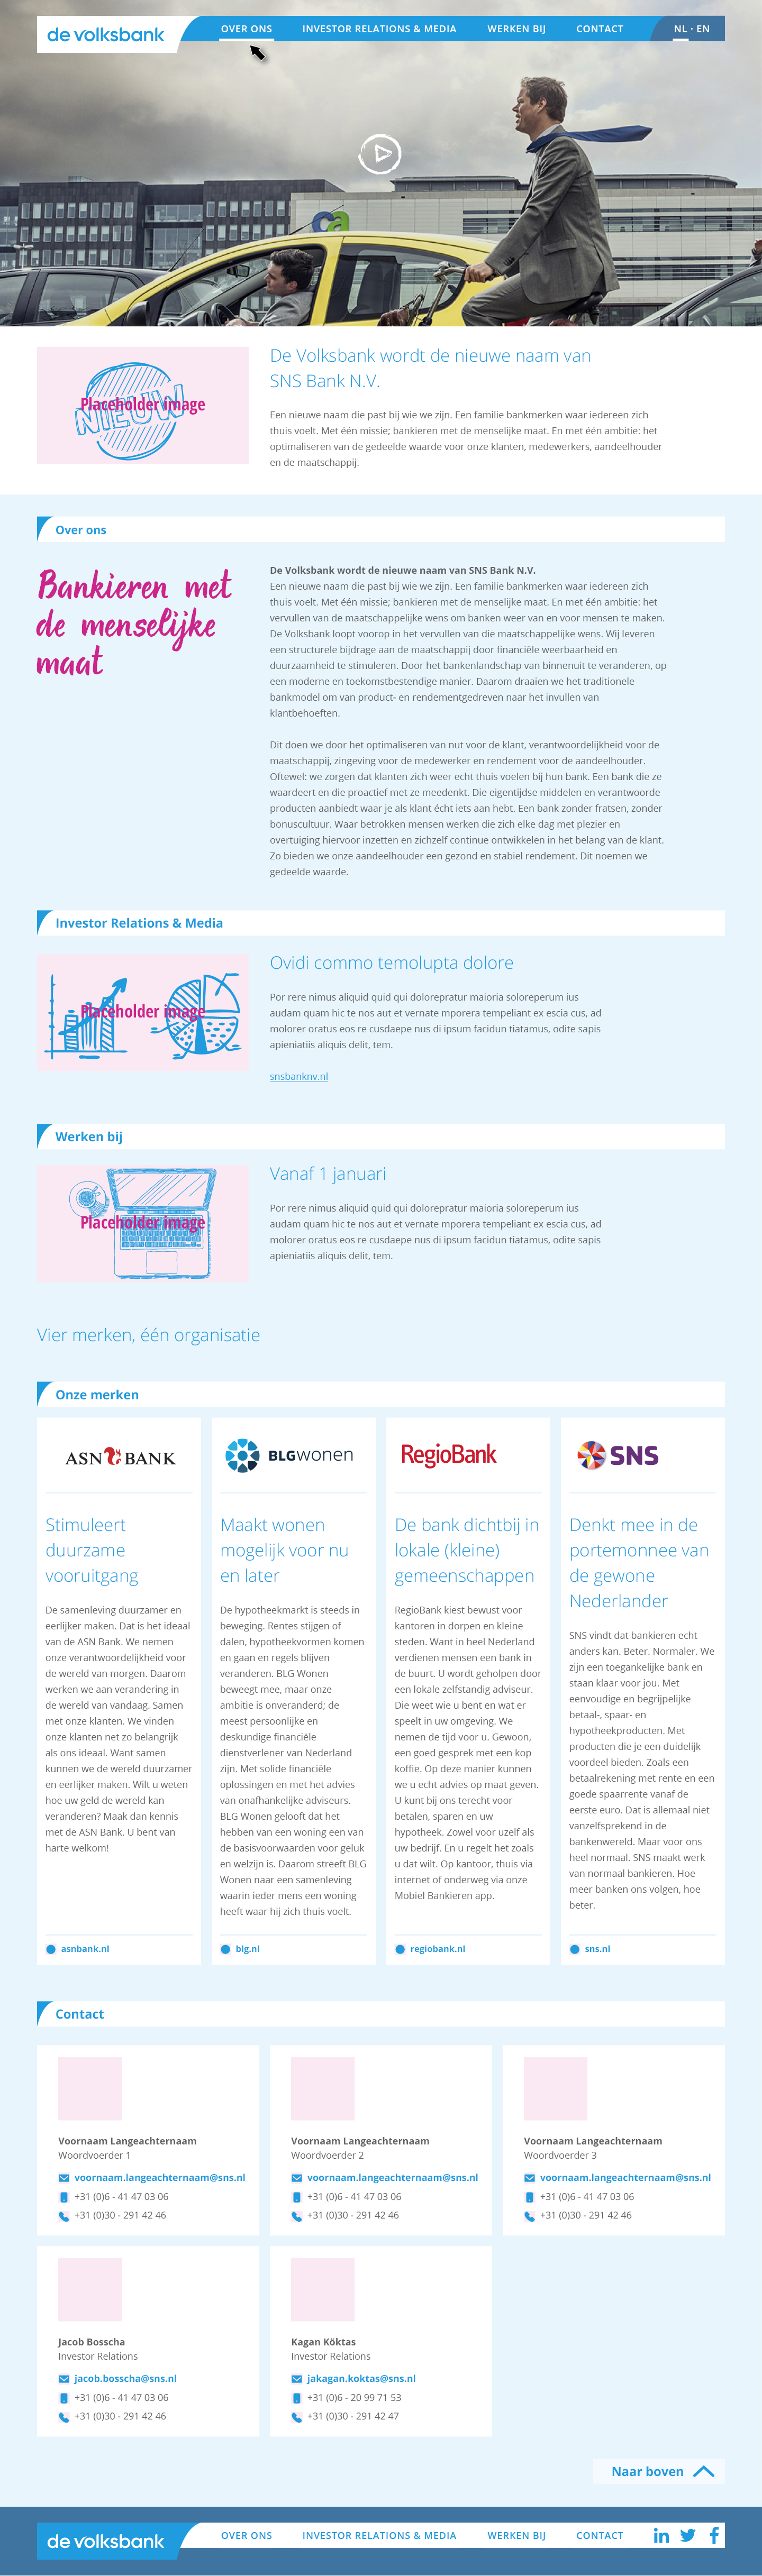 de volksbank
OVER ONS
INVESTOR RELATIONS & MEDIA
WERKEN BIJ
CONTACT
NL · EN
ca
De Volksbank wordt de nieuwe naam van
SNS Bank N.V.
NIEUW
Placeholder image
Een nieuwe naam die past bij wie we zijn. Een familie bankmerken waar iedereen zich
thuis voelt. Met één missie; bankieren met de menselijke maat. En met één ambitie: het
optimaliseren van de gedeelde waarde voor onze klanten, medewerkers, aandeelhouder
en de maatschappij.
Over ons
Bankieren met
de menselijke
maat
De Volksbank wordt de nieuwe naam van SNS Bank N.V.
Een nieuwe naam die past bij wie we zijn. Een familie bankmerken waar iedereen zich
thuis voelt. Met één missie; bankieren met de menselijke maat. En met één ambitie: het
vervullen van de maatschappelijke wens om banken weer van en voor mensen te maken.
De Volksbank loopt voorop in het vervullen van die maatschappelijke wens. Wij leveren
een structurele bijdrage aan de maatschappij door financiële weerbaarheid en
duurzaamheid te stimuleren. Door het bankenlandschap van binnenuit te veranderen, op
een moderne en toekomstbestendige manier. Daarom draaien we het traditionele
bankmodel om van product- en rendementgedreven naar het invullen van
klantbehoeften.
Dit doen we door het optimaliseren van nut voor de klant, verantwoordelijkheid voor de
maatschappij, zingeving voor de medewerker en rendement voor de aandeelhouder.
Oftewel: we zorgen dat klanten zich weer echt thuis voelen bij hun bank. Een bank die ze
waardeert en die proactief met ze meedenkt. Die eigentijdse middelen en verantwoorde
producten aanbiedt waar je als klant écht iets aan hebt. Een bank zonder fratsen, zonder
bonuscultuur. Waar betrokken mensen werken die zich elke dag met plezier en
overtuiging hiervoor inzetten en zichzelf continue ontwikkelen in het belang van de klant.
Zo bieden we onze aandeelhouder een gezond en stabiel rendement. Dit noemen we
gedeelde waarde.
Investor Relations & Media
Placeholder image
Ovidi commo temolupta dolore
Por rere nimus aliquid quid qui dolorepratur maioria soloreperum ius
audam quam hic te nos aut et vernate mporera tempeliant ex escia cus, ad
molorer oratus eos re cusdaepe nus di ipsum facidun tiatamus, odite sapis
apieniatiis aliquis delit, tem.
snsbanknv.nl
Werken bij
Placeholder image
Vanaf 1 januari
Por rere nimus aliquid quid qui dolorepratur maioria soloreperum ius
audam quam hic te nos aut et vernate mporera tempeliant ex escia cus, ad
molorer oratus eos re cusdaepe nus di ipsum facidun tiatamus, odite sapis
apieniatiis aliquis delit, tem.
Vier merken, één organisatie
Onze merken
ASN BANK
Stimuleert
duurzame
vooruitgang
De samenleving duurzamer en
eerlijker maken. Dat is het ideaal
van de ASN Bank. We nemen
onze verantwoordelijkheid voor
de wereld van morgen. Daarom
werken we aan verandering in
de wereld van vandaag. Samen
met onze klanten. We vinden
onze klanten net zo belangrijk
als ons ideaal. Want samen
kunnen we de wereld duurzamer
en eerlijker maken. Wilt u weten
hoe uw geld de wereld kan
veranderen? Maak dan kennis
met de ASN Bank. U bent van
harte welkom!
asnbank.nl
BLGwonen
Maakt wonen
mogelijk voor nu
en later
De hypotheekmarkt is steeds in
beweging. Rentes stijgen of
dalen, hypotheekvormen komen
en gaan en regels blijven
veranderen. BLG Wonen
beweegt mee, maar onze
ambitie is onveranderd; de
meest persoonlijke en
deskundige financiële
dienstverlener van Nederland
zijn. Met solide financiële
oplossingen en met het advies
van onafhankelijke adviseurs.
BLG Wonen gelooft dat het
hebben van een woning een van
de basisvoorwaarden voor geluk
en welzijn is. Daarom streeft BLG
Wonen naar een samenleving
waarin ieder mens een woning
heeft waar hij zich thuis voelt.
blg.nl
RegioBank
De bank dichtbij in
lokale (kleine)
gemeenschappen
RegioBank kiest bewust voor
kantoren in dorpen en kleine
steden. Want in heel Nederland
verdienen mensen een bank in
de buurt. U wordt geholpen door
een lokale zelfstandig adviseur.
Die weet wie u bent en wat er
speelt in uw omgeving. We
nemen de tijd voor u. Gewoon,
een goed gesprek met een kop
koffie. Op deze manier kunnen
we u echt advies op maat geven.
U kunt bij ons terecht voor
betalen, sparen en uw
hypotheek. Zowel voor uzelf als
uw bedrijf. En u regelt het zoals
u dat wilt. Op kantoor, thuis via
internet of onderweg via onze
Mobiel Bankieren app.
regiobank.nl
SNS
Denkt mee in de
portemonnee van
de gewone
Nederlander
SNS vindt dat bankieren echt
anders kan. Beter. Normaler. We
zijn een toegankelijke bank en
staan klaar voor jou. Met
eenvoudige en begrijpelijke
betaal-, spaar- en
hypotheekproducten. Met
producten die je een duidelijk
voordeel bieden. Zoals een
betaalrekening met rente en een
goede spaarrente vanaf de
eerste euro. Dat is allemaal niet
vanzelfsprekend in de
bankenwereld. Maar voor ons
heel normaal. SNS maakt werk
van normaal bankieren. Hoe
meer banken ons volgen, hoe
beter.
sns.nl
Contact
Voornaam Langeachternaam
Woordvoerder 1
voornaam.langeachternaam@sns.nl
+31 (0)6 - 41 47 03 06
+31 (0)30 - 291 42 46
Voornaam Langeachternaam
Woordvoerder 2
voornaam.langeachternaam@sns.nl
+31 (0)6 - 41 47 03 06
+31 (0)30 - 291 42 46
Voornaam Langeachternaam
Woordvoerder 3
voornaam.langeachternaam@sns.nl
+31 (0)6 - 41 47 03 06
+31 (0)30 - 291 42 46
Jacob Bosscha
Investor Relations
jacob.bosscha@sns.nl
+31 (0)6 - 41 47 03 06
+31 (0)30 - 291 42 46
Kagan Köktas
Investor Relations
jakagan.koktas@sns.nl
+31 (0)6 - 20 99 71 53
+31 (0)30 - 291 42 47
Naar boven
de volksbank
OVER ONS
INVESTOR RELATIONS & MEDIA
WERKEN BIJ
CONTACT